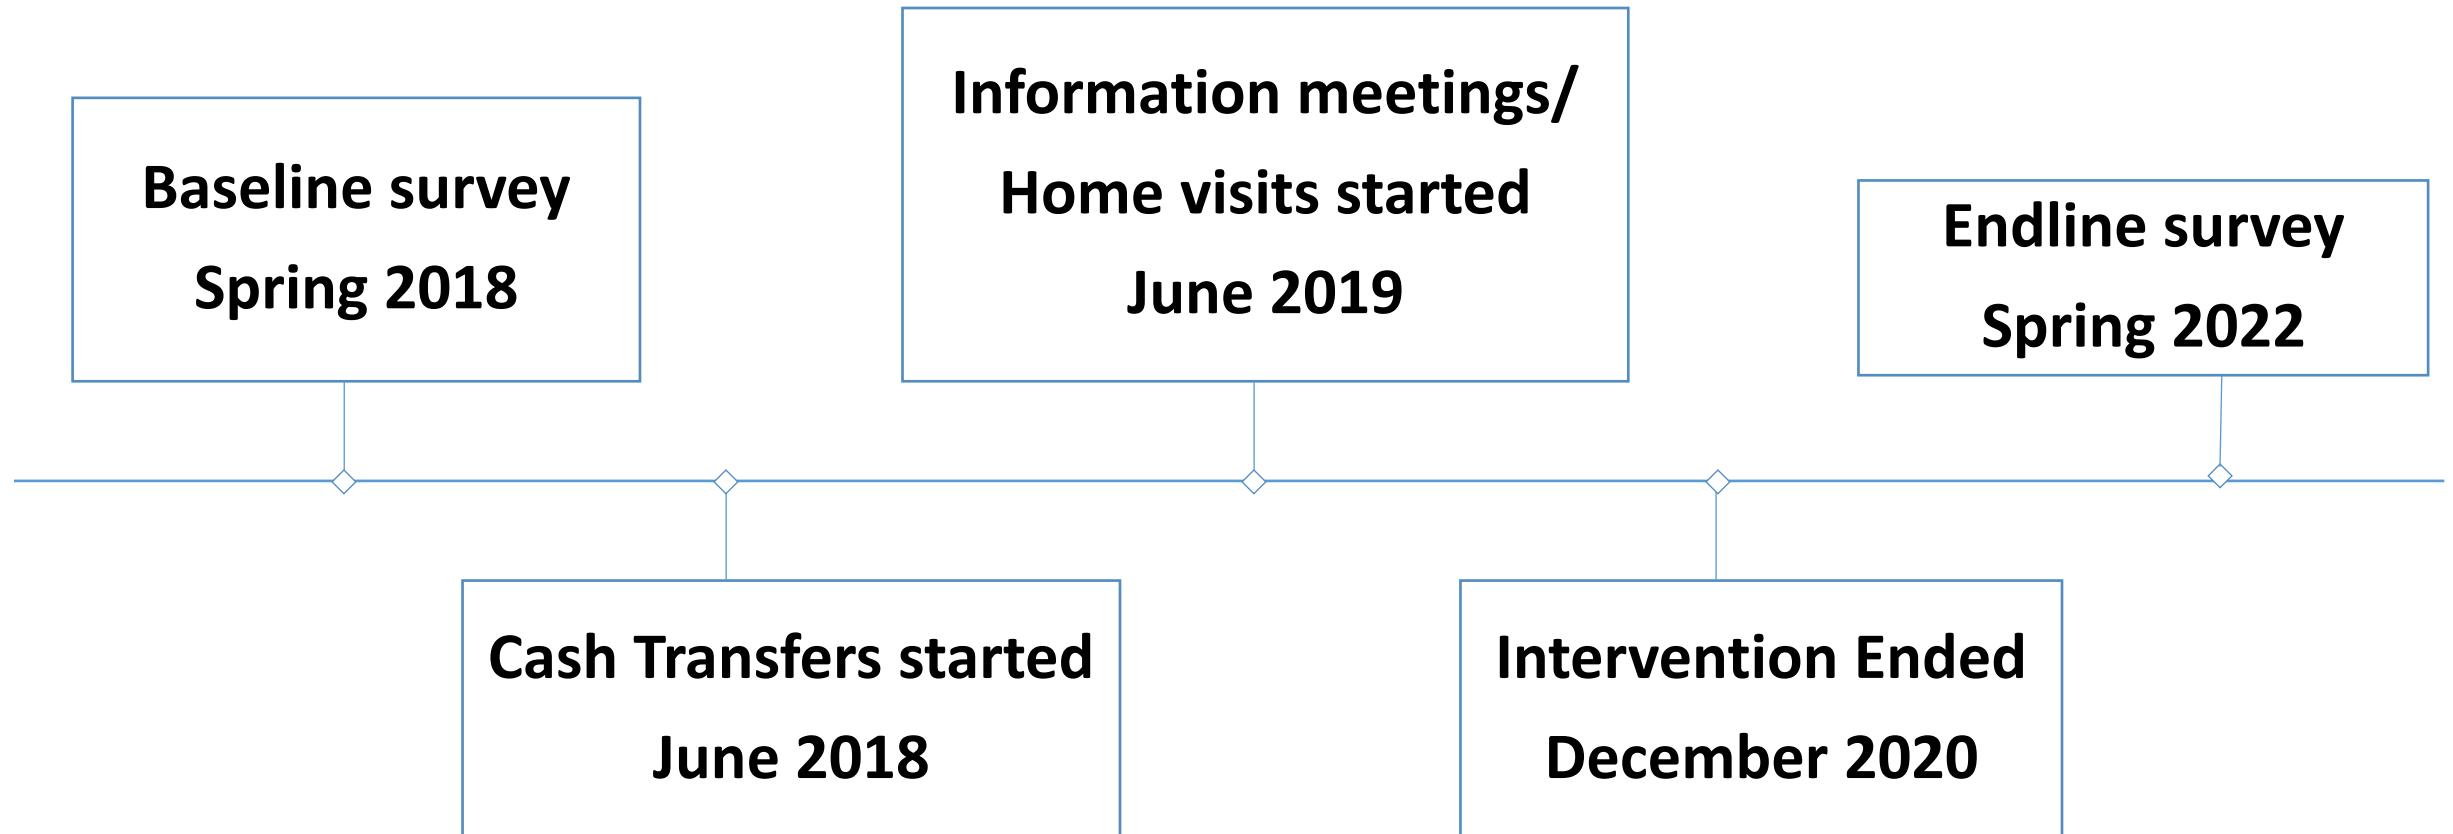 Baseline survey
Spring 2018
Cash Transfers started
June 2018
Information meetings/
Home visits started
June 2019
Intervention Ended
December 2020
Endline survey
Spring 2022